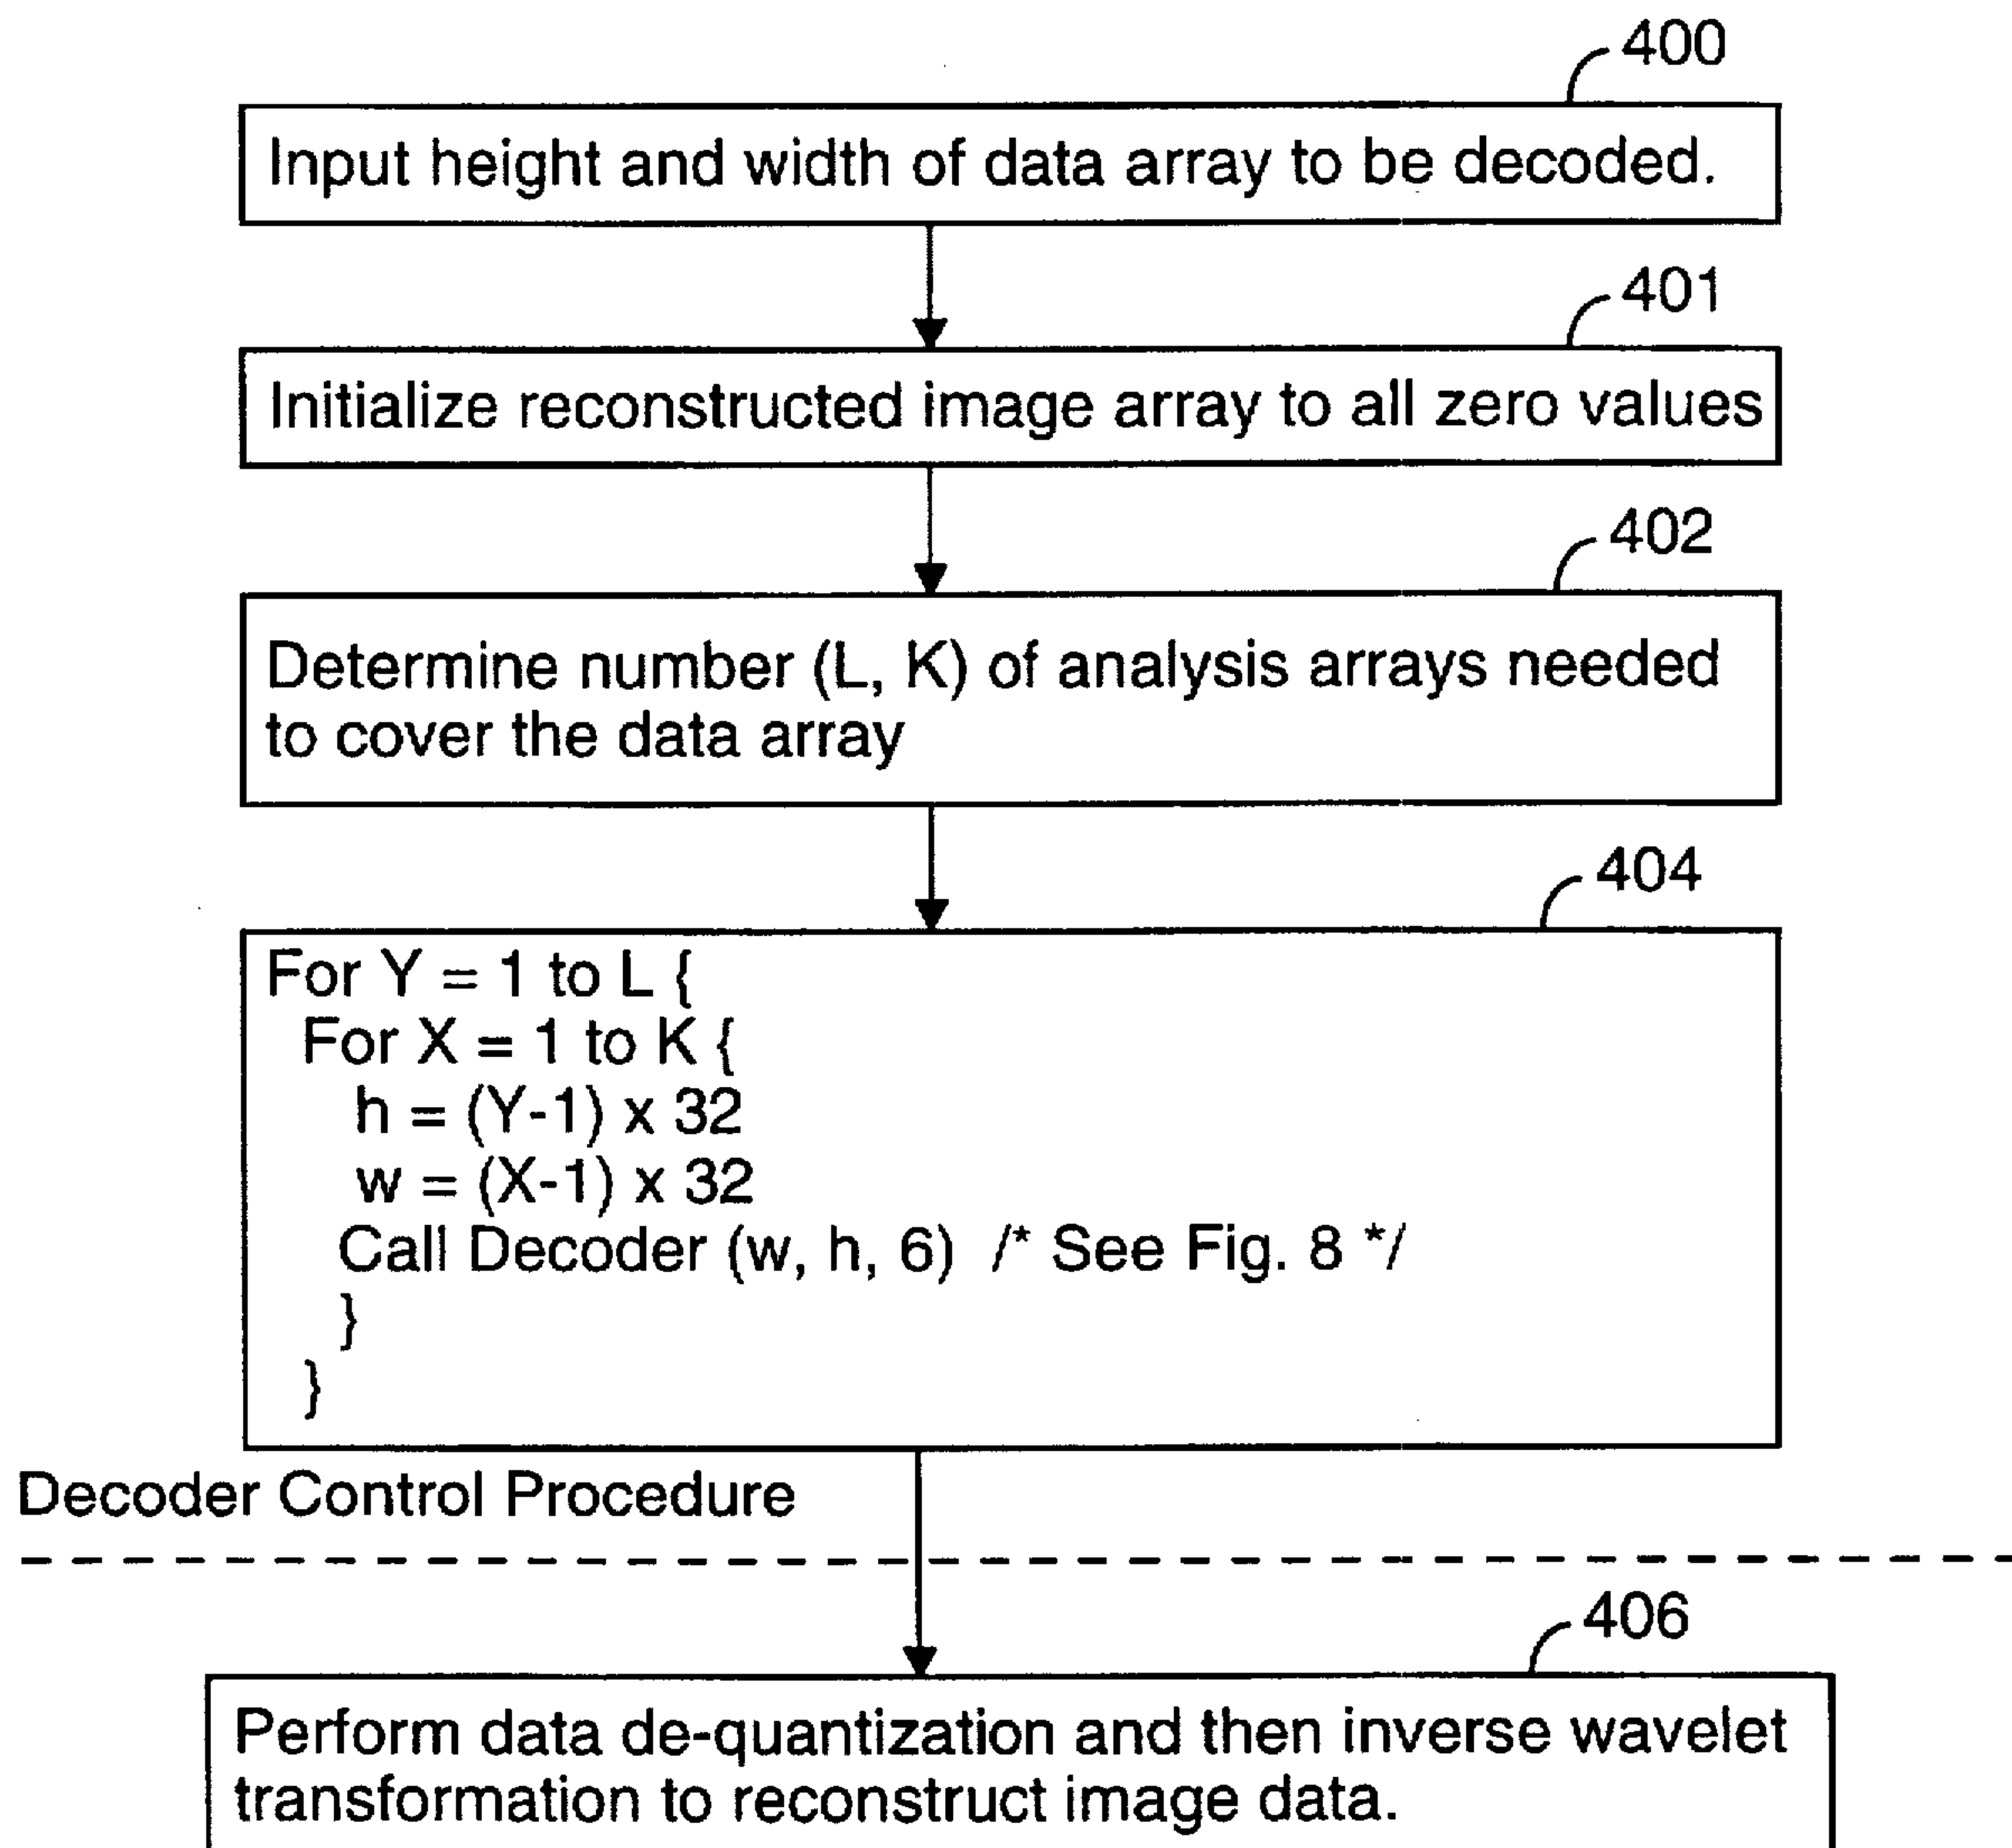 400
Input height and width of data array to be decoded.
401
Initialize reconstructed image array to all zero values
402
Determine number (L, K) of analysis arrays needed
to cover the data array
404
For Y = 1 to L {
For X = 1 to K {
h = (Y-1) x 32
w = (X-1) x 32
Call Decoder (w, h, 6) /* See Fig. 8 */
}
}
Decoder Control Procedure
406
Perform data de-quantization and then inverse wavelet
transformation to reconstruct image data.